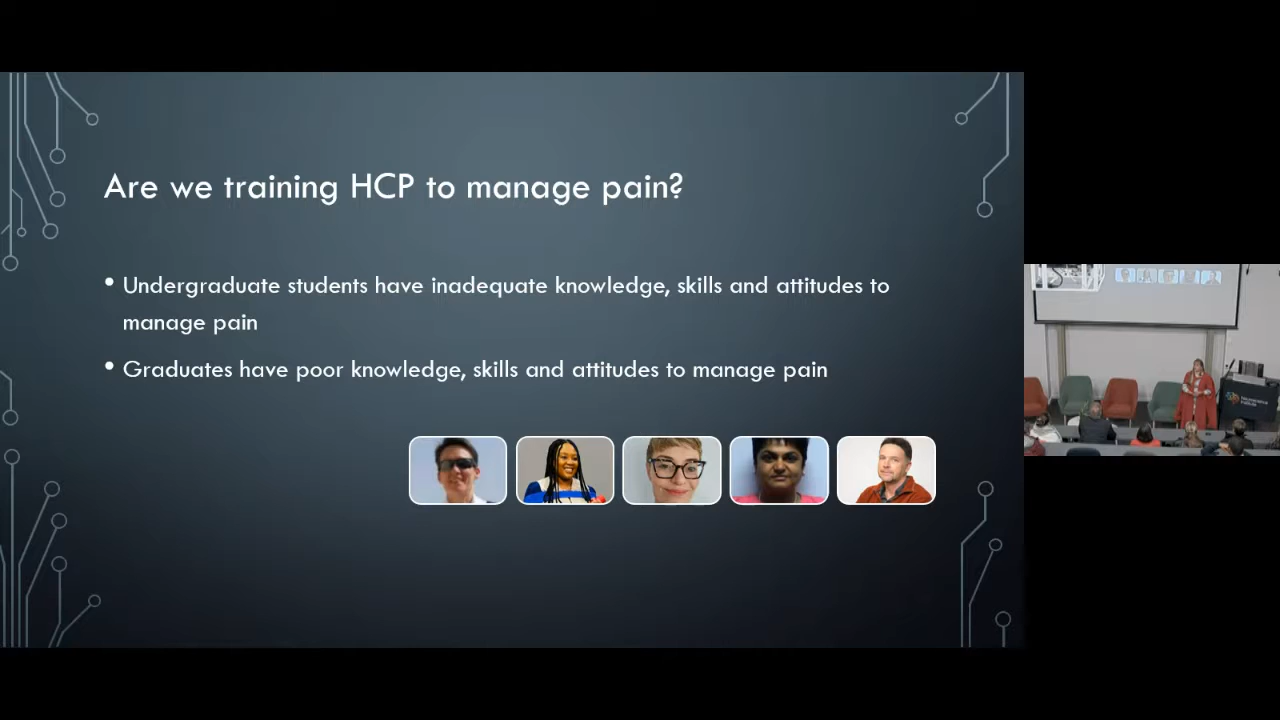 Are we training HCP to manage pain?
• Undergraduate students have inadequate knowledge, skills and attitudes to
manage pain
• Graduates have poor knowledge, skills and attitudes to manage pain